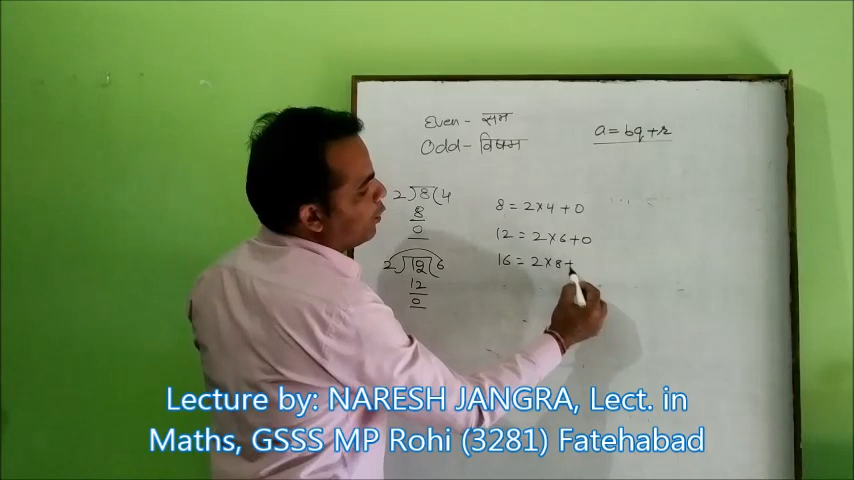 Even - सम
Odd - विषम
a = bq + r
2)8(4
8
0
2)12(6
12
0
8 = 2×4 + 0
12 = 2×6+0
16 = 2×8+
Lecture by: NARESH JANGRA, Lect. in
Maths, GSSS MP Rohi (3281) Fatehabad